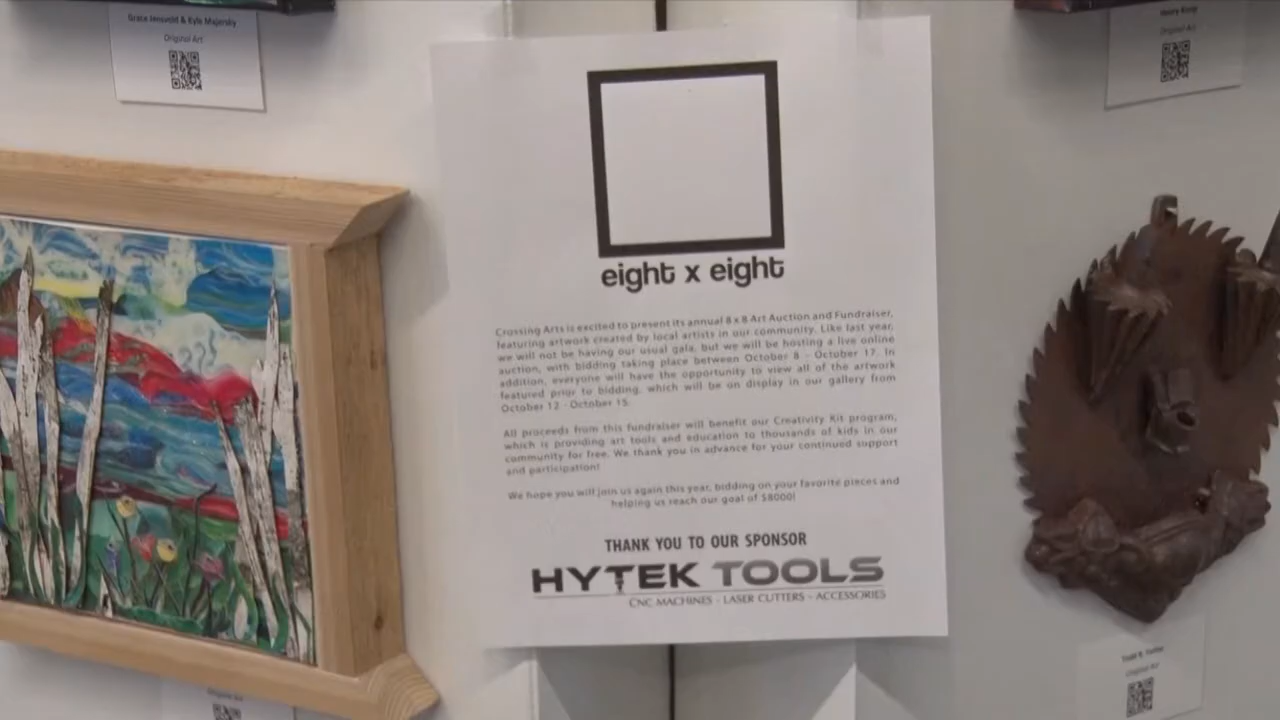 Grace Jensvold & Kyle Majersky
Original Art
Henry Kong
Original Art
eight x eight
Crossing Arts is excited to present its annual 8 x 8 Art Auction and Fundraiser,
featuring artwork created by local artists in our community. Like last year,
we will not be having our usual gala, but we will be hosting a live online
auction, with bidding taking place between October 8 - October 17. In
addition, everyone will have the opportunity to view all of the artwork
featured prior to bidding, which will be on display in our gallery from
October 12 - October 15.
All proceeds from this fundraiser will benefit our Creativity Kit program,
which is providing art tools and education to thousands of kids in our
community for free. We thank you in advance for your continued support
and participation!
We hope you will join us again this year, bidding on your favorite pieces and
helping us reach our goal of $8000!
THANK YOU TO OUR SPONSOR
HYTEK TOOLS
CNC MACHINES - LASER CUTTERS - ACCESSORIES
Todd R.
Original Art
Original Art